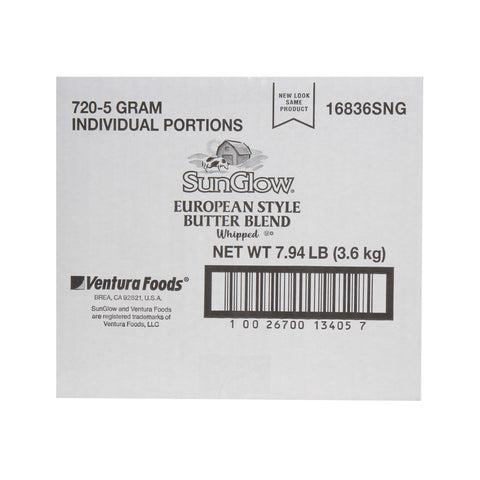 720-5 GRAM
INDIVIDUAL PORTIONS
NEW LOOK
SAME
PRODUCT
16836SNG
SunGlow®
EUROPEAN STYLE
BUTTER BLEND
Whipped
NET WT 7.94 LB (3.6 kg)
Ventura Foods®
BREA, CA 92821, U.S.A.
SunGlow and Ventura Foods
are registered trademarks of
Ventura Foods, LLC
1 00 26700 13405 7